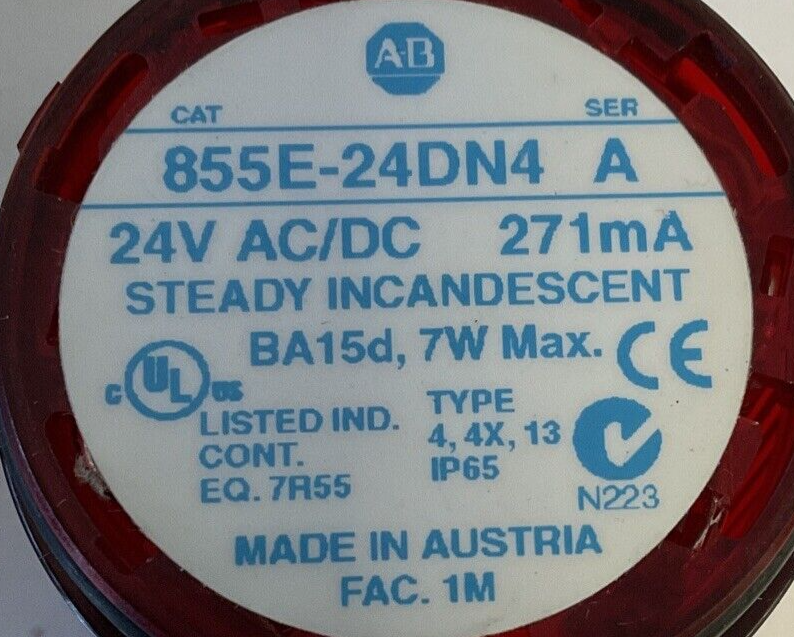 A-B
CAT SER
855E-24DN4 A
24V AC/DC 271mA
STEADY INCANDESCENT
BA15d, 7W Max. CE
C UL US
LISTED IND.
CONT.
EQ. 7R55
TYPE
4, 4X, 13
IP65
N223
MADE IN AUSTRIA
FAC. 1M